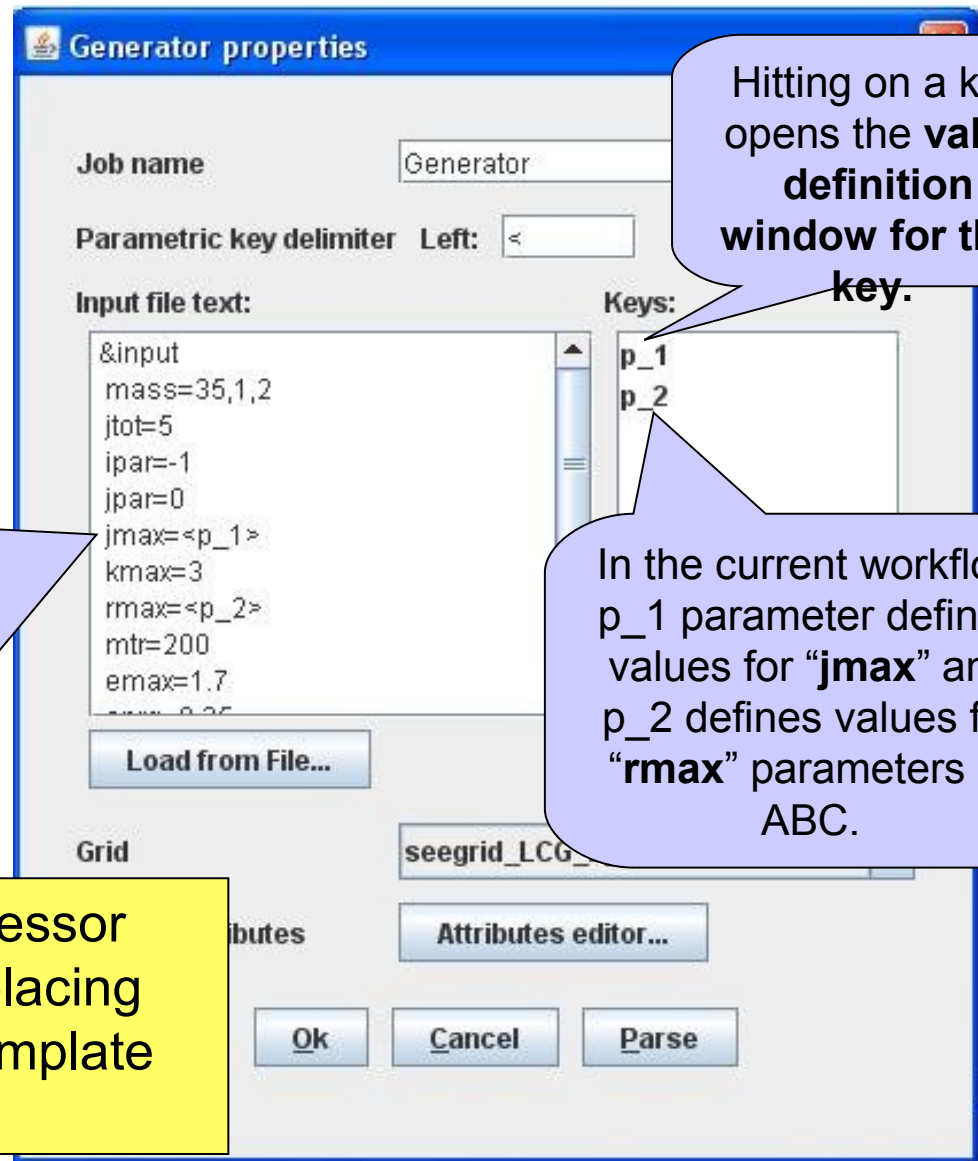 Generator properties
Hitting on a k
opens the val
definition
window for th
key.
Job name
Generator
Parametric key delimiter Left: <
Input file text:
Keys:
&input
mass=35,1,2
jtot=5
ipar=-1
jpar=0
jmax=<p_1>
kmax=3
rmax=<p_2>
mtr=200
emax=1.7
p_1
p_2
In the current workflo
p_1 parameter defin
values for “jmax” an
p_2 defines values f
“rmax” parameters
ABC.
Load from File...
Grid
seegrid_LCG_
essor
lacing
mplate
ibutes
Attributes editor...
Ok
Cancel
Parse